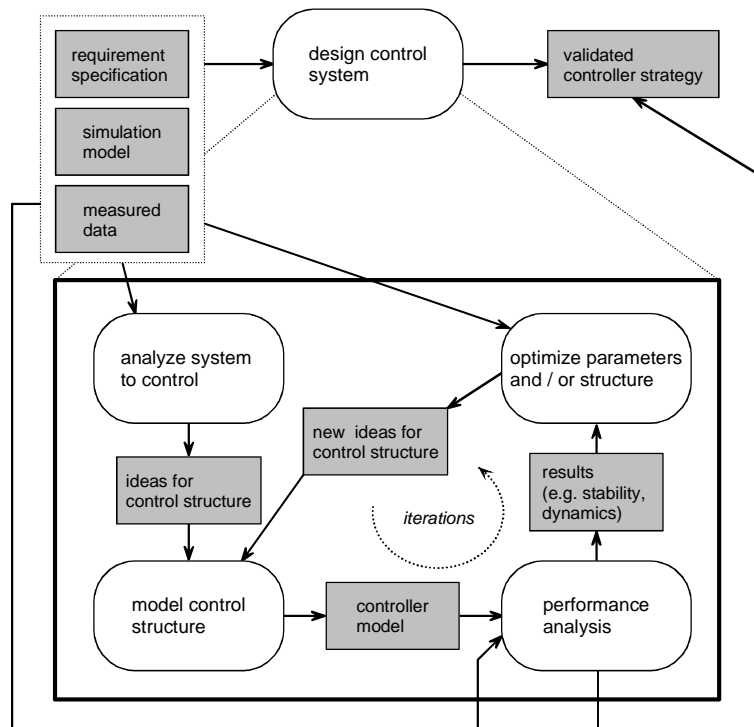 requirement
specification
design control
system
validated
controller strategy
simulation
model
measured
data
analyze system
to control
optimize parameters
and / or structure
new ideas for
control structure
ideas for
control structure
results
(e.g. stability,
dynamics)
iterations
model control
structure
controller
model
performance
analysis